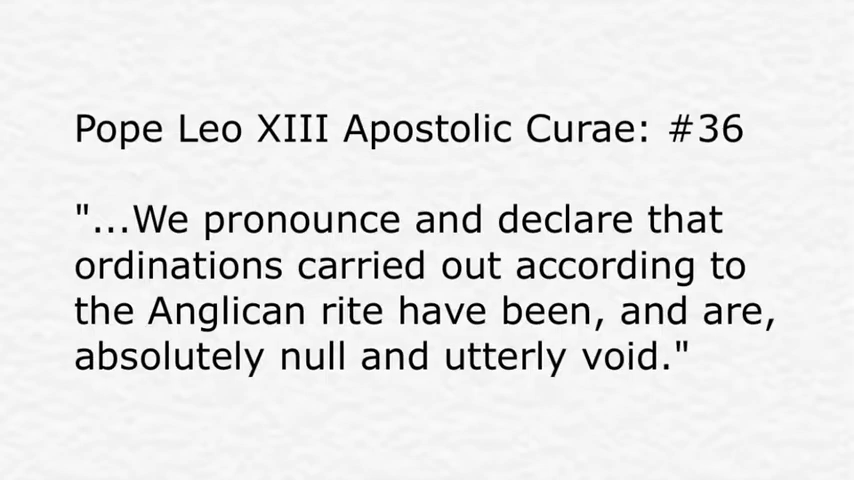 Pope Leo XIII Apostolic Curae: #36
"...We pronounce and declare that
ordinations carried out according to
the Anglican rite have been, and are,
absolutely null and utterly void."